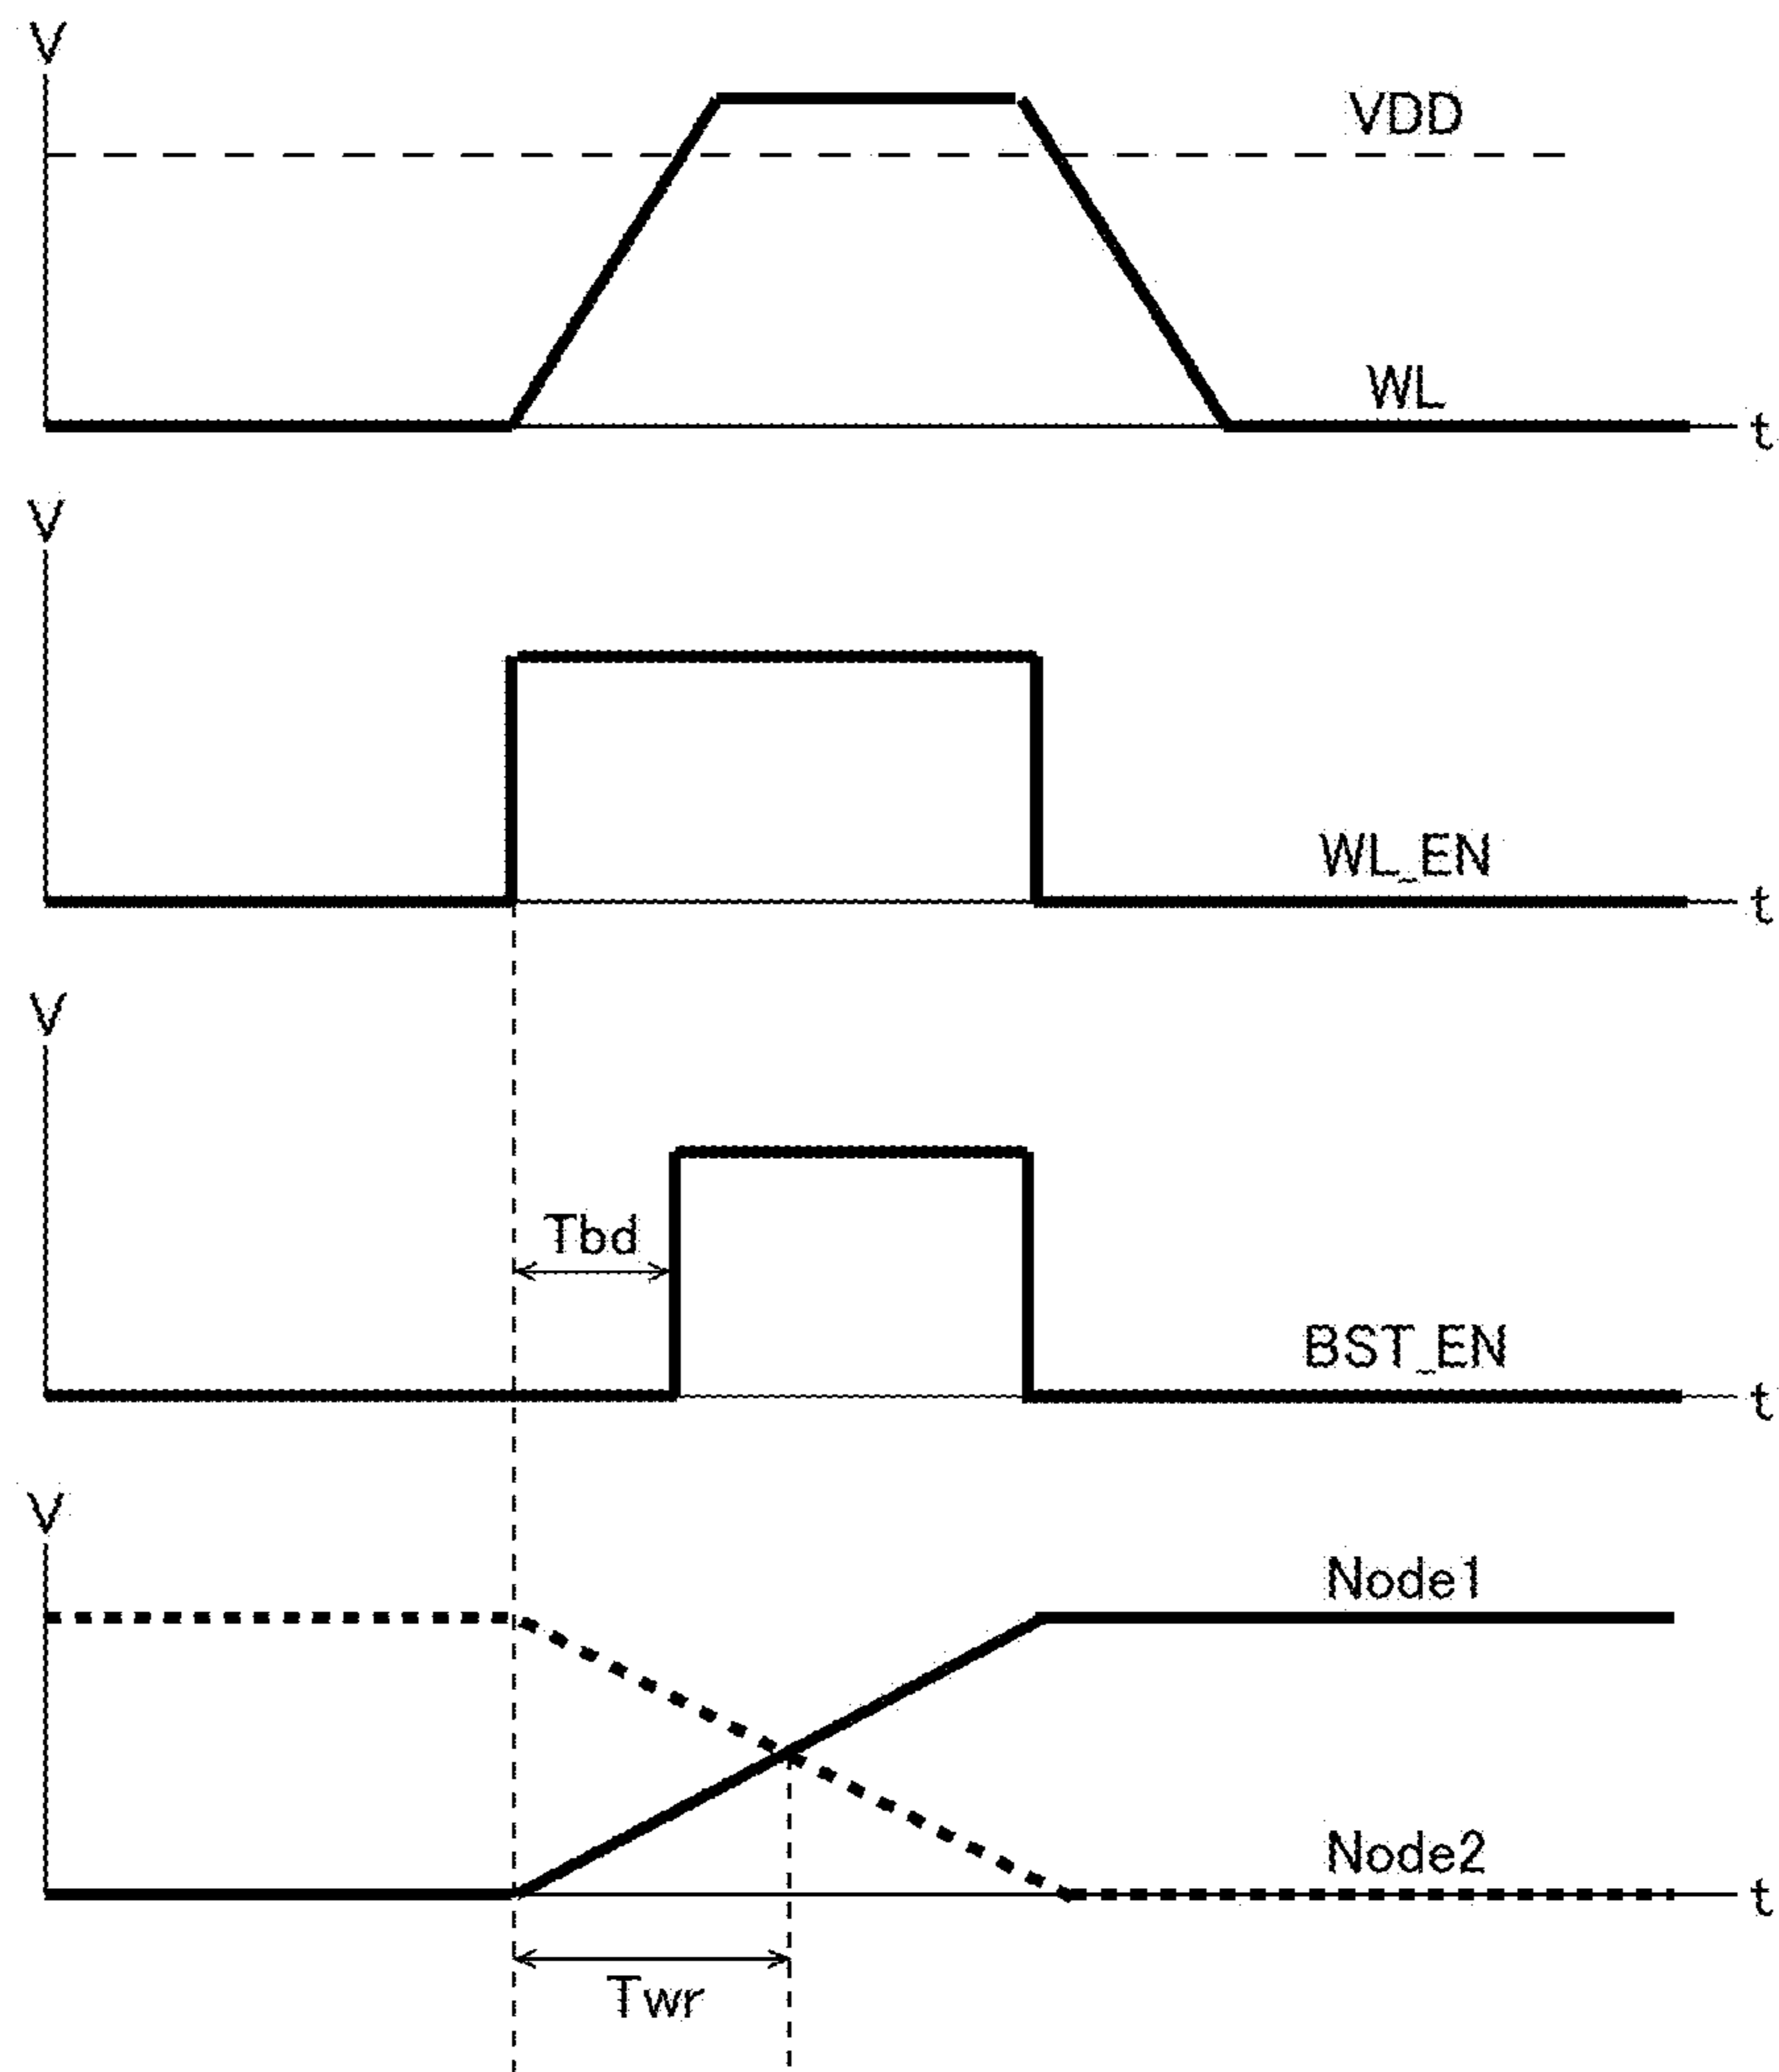 V
VDD
WL
t
V
WL_EN
t
V
Tbd
BST_EN
t
V
Node1
Node2
t
Twr